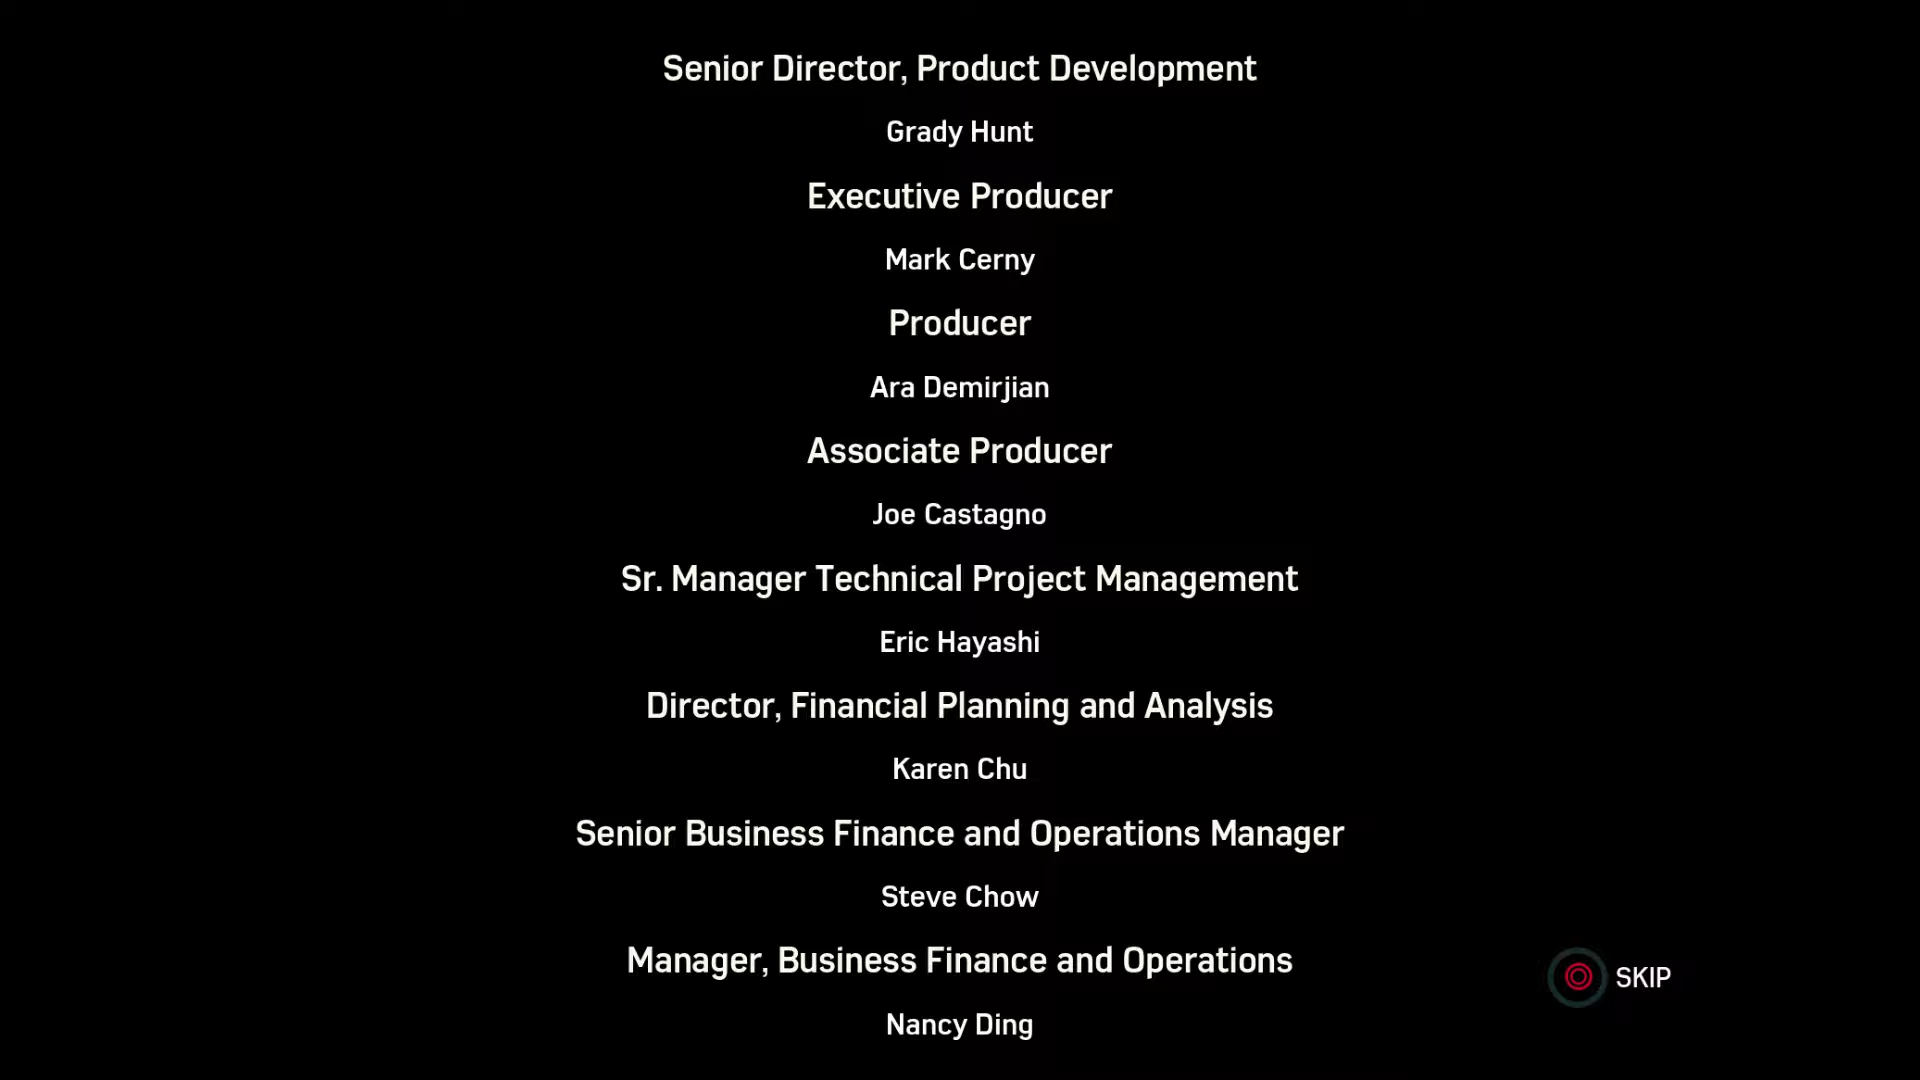 Senior Director, Product Development
Grady Hunt
Executive Producer
Mark Cerny
Producer
Ara Demirjian
Associate Producer
Joe Castagno
Sr. Manager Technical Project Management
Eric Hayashi
Director, Financial Planning and Analysis
Karen Chu
Senior Business Finance and Operations Manager
Steve Chow
Manager, Business Finance and Operations
Nancy Ding
SKIP